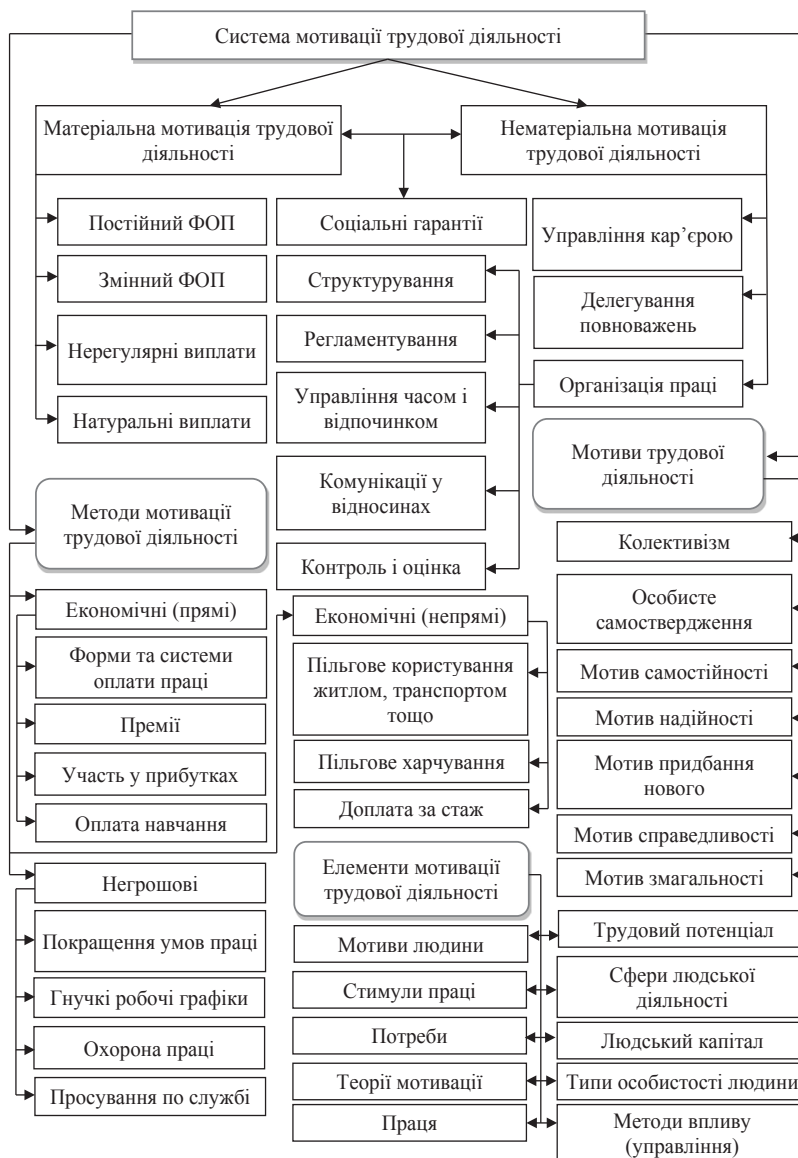 Система мотивації трудової діяльності
Матеріальна мотивація трудової
діяльності
Нематеріальна мотивація
трудової діяльності
Постійний ФОП
Змінний ФОП
Нерегулярні виплати
Натуральні виплати
Соціальні гарантії
Структурування
Регламентування
Управління часом і
відпочинком
Комунікації у
відносинах
Контроль і оцінка
Управління кар’єрою
Делегування
повноважень
Організація праці
Мотиви трудової
діяльності
Методи мотивації
трудової діяльності
Економічні (прямі)
Форми та системи
оплати праці
Премії
Участь у прибутках
Оплата навчання
Економічні (непрямі)
Пільгове користування
житлом, транспортом
тощо
Пільгове харчування
Доплата за стаж
Колективізм
Особисте
самоствердження
Мотив самостійності
Мотив надійності
Мотив придбання
нового
Мотив справедливості
Мотив змагальності
Негрошові
Покращення умов праці
Гнучкі робочі графіки
Охорона праці
Просування по службі
Елементи мотивації
трудової діяльності
Мотиви людини
Стимули праці
Потреби
Теорії мотивації
Праця
Трудовий потенціал
Сфери людської
діяльності
Людський капітал
Типи особистості людини
Методи впливу
(управління)